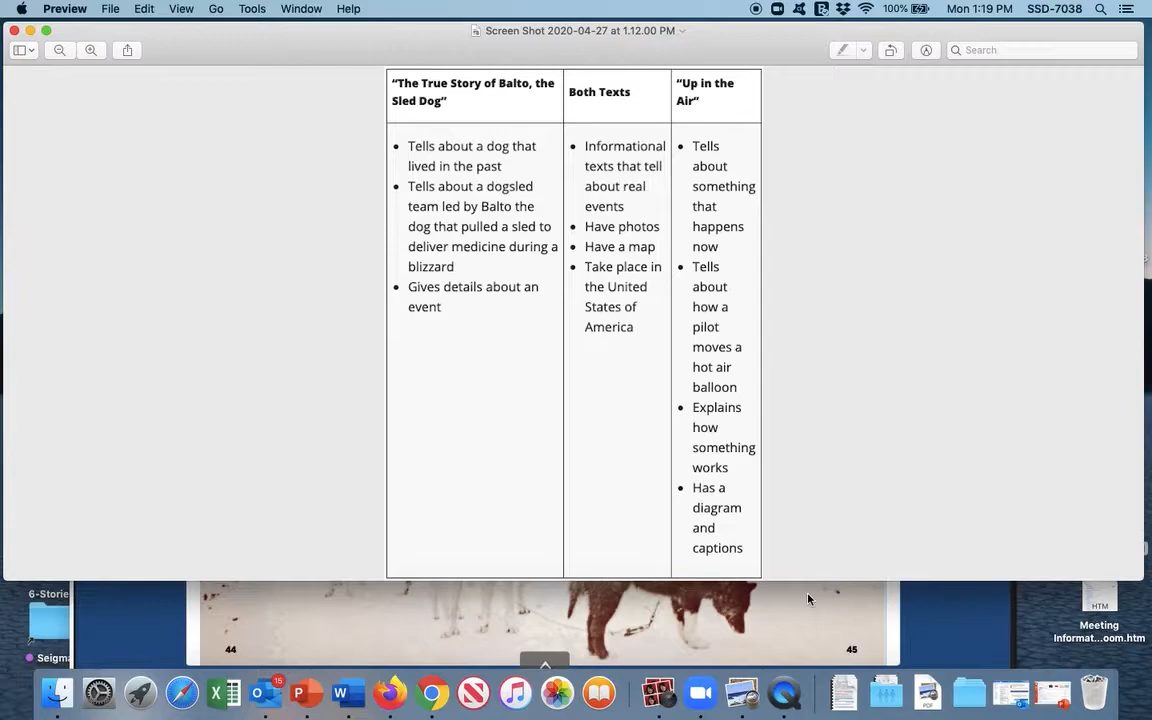 Preview File Edit View Go Tools Window Help 100% Mon 1:19 PM SSD-7038
Screen Shot 2020-04-27 at 1.12.00 PM
Search
“The True Story of Balto, the
Sled Dog”
Both Texts
“Up in the
Air”
• Tells about a dog that
lived in the past
• Tells about a dogsled
team led by Balto the
dog that pulled a sled to
deliver medicine during a
blizzard
• Gives details about an
event
• Informational
texts that tell
about real
events
• Have photos
• Have a map
• Take place in
the United
States of
America
• Tells
about
something
that
happens
now
• Tells
about
how a
pilot
moves a
hot air
balloon
• Explains
how
something
works
• Has a
diagram
and
captions
6-Stories
Seigma
44
45
HTM
Meeting
Informat...oom.htm
15